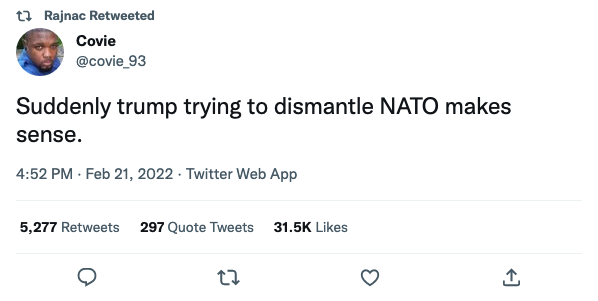 Rajnac Retweeted
Covie
@covie_93
Suddenly trump trying to dismantle NATO makes
sense.
4:52 PM · Feb 21, 2022 · Twitter Web App
5,277 Retweets 297 Quote Tweets 31.5K Likes